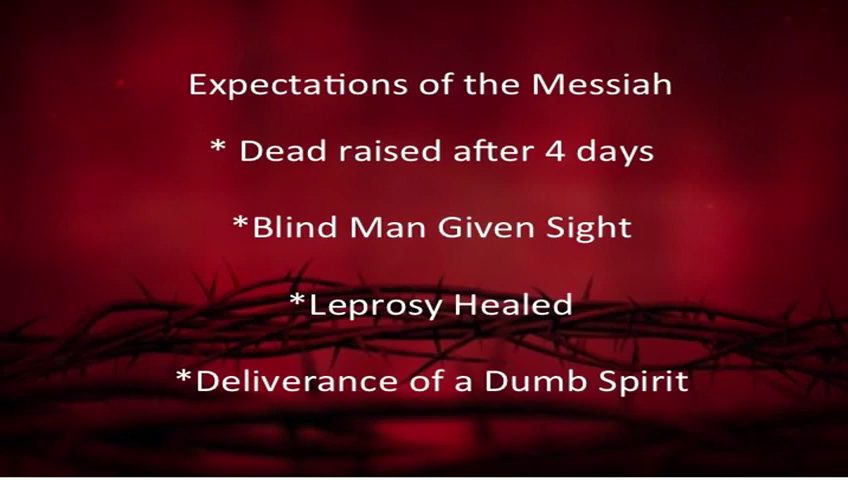 Expectations of the Messiah
* Dead raised after 4 days
*Blind Man Given Sight
*Leprosy Healed
*Deliverance of a Dumb Spirit